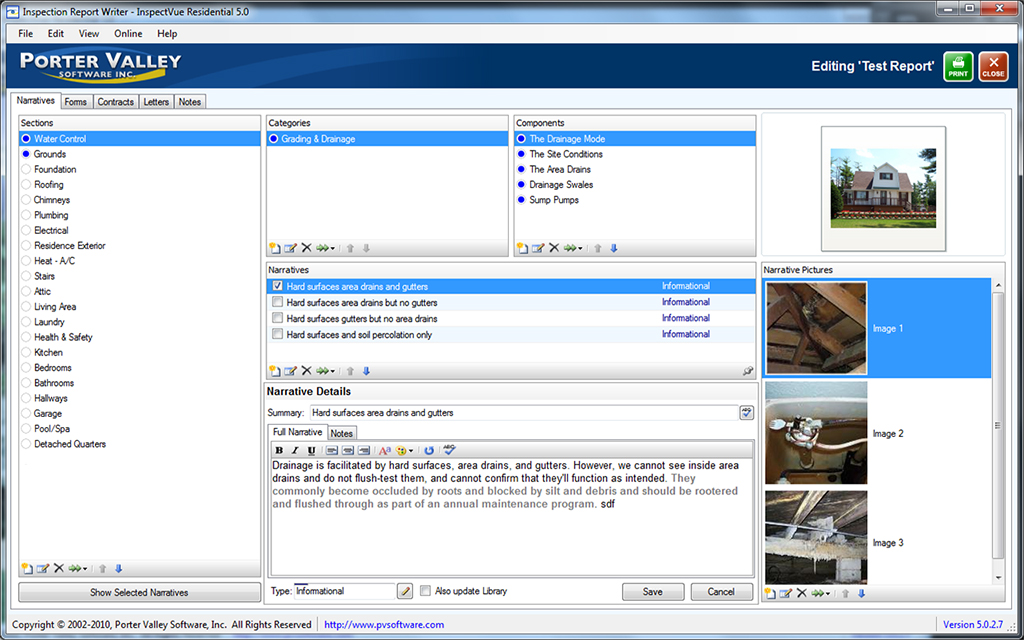 Inspection Report Writer - InspectVue Residential 5.0
File Edit View Online Help
PORTER VALLEY
SOFTWARE INC.
Editing 'Test Report'
PRINT
CLOSE
Narratives Forms Contracts Letters Notes
Sections
Water Control
Grounds
Foundation
Roofing
Chimneys
Plumbing
Electrical
Residence Exterior
Heat - A/C
Stairs
Attic
Living Area
Laundry
Health & Safety
Kitchen
Bedrooms
Bathrooms
Hallways
Garage
Pool/Spa
Detached Quarters
Show Selected Narratives
Categories
Grading & Drainage
Components
The Drainage Mode
The Site Conditions
The Area Drains
Drainage Swales
Sump Pumps
Narratives
Hard surfaces area drains and gutters Informational
Hard surfaces area drains but no gutters Informational
Hard surfaces gutters but no area drains Informational
Hard surfaces and soil percolation only Informational
Narrative Details
Summary: Hard surfaces area drains and gutters
Full Narrative Notes
B I U
Drainage is facilitated by hard surfaces, area drains, and gutters. However, we cannot see inside area
drains and do not flush-test them, and cannot confirm that they'll function as intended. They
commonly become occluded by roots and blocked by silt and debris and should be rootered
and flushed through as part of an annual maintenance program. sdf
Type: Informational Also update Library Save Cancel
Narrative Pictures
Image 1
Image 2
Image 3
Copyright © 2002-2010, Porter Valley Software, Inc. All Rights Reserved http://www.pvsoftware.com Version 5.0.2.7